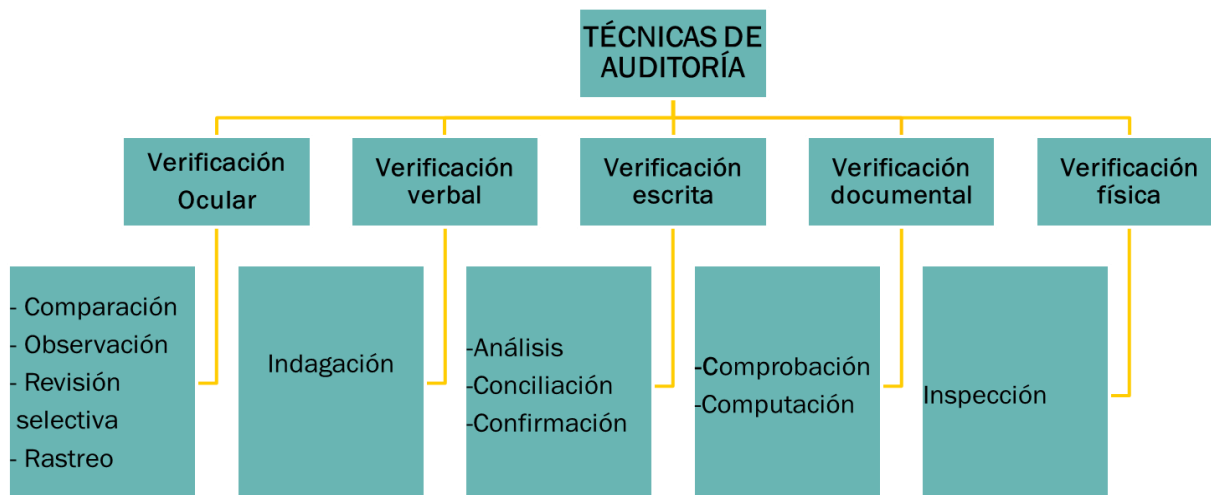 TÉCNICAS DE
AUDITORÍA
Verificación
Ocular
Verificación
verbal
Verificación
escrita
Verificación
documental
Verificación
física
- Comparación
- Observación
- Revisión
selectiva
- Rastreo
Indagación
-Análisis
-Conciliación
-Confirmación
-Comprobación
-Computación
Inspección